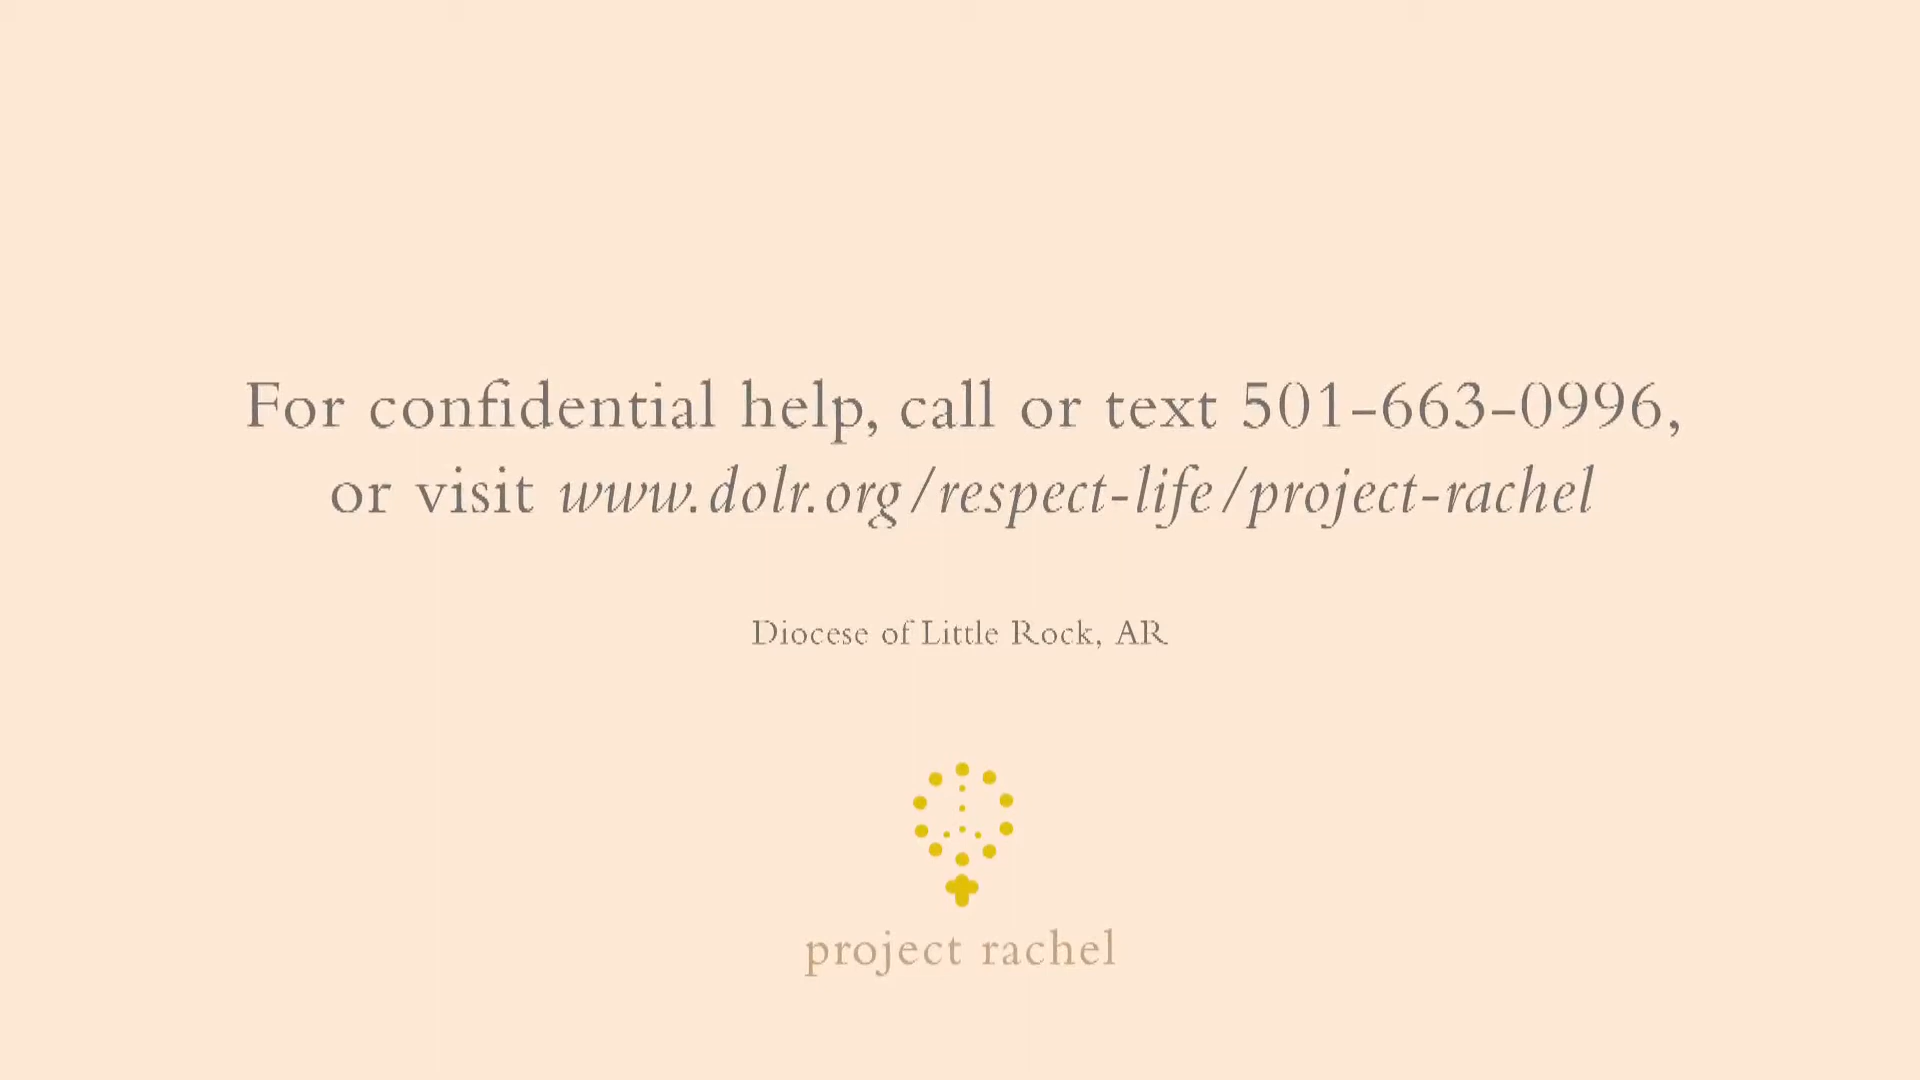 For confidential help, call or text 501-663-0996,
or visit www.dolr.org/respect-life/project-rachel
Diocese of Little Rock, AR
project rachel